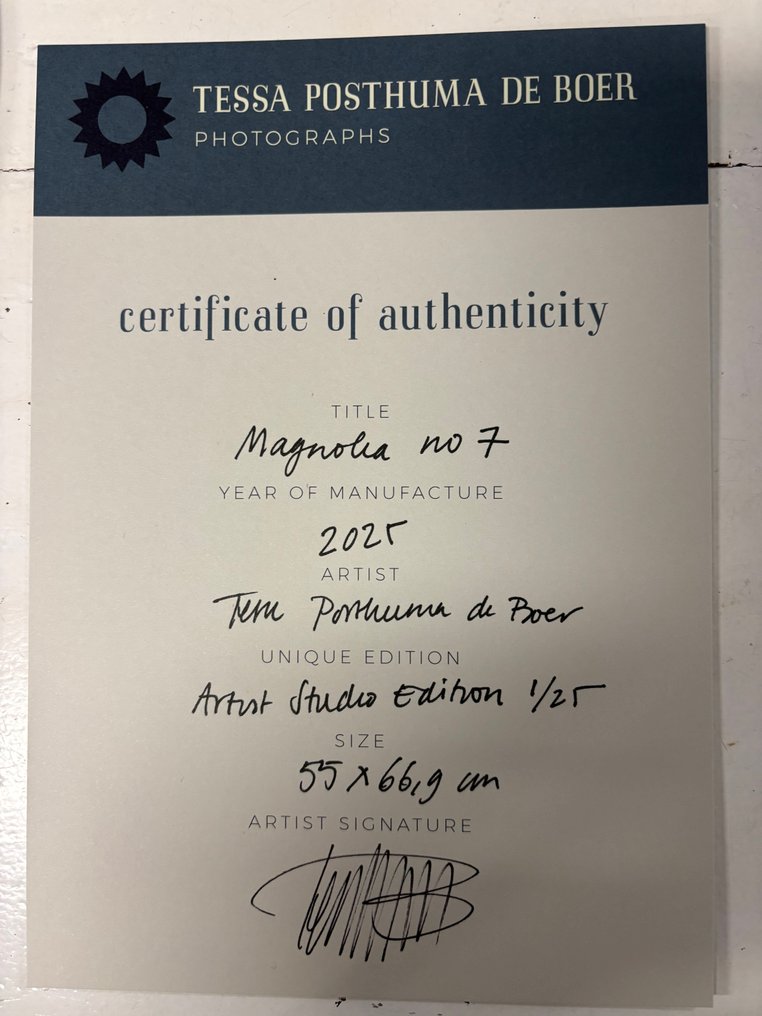 TESSA POSTHUMA DE BOER
PHOTOGRAPHS
certificate of authenticity
TITLE
Magnolia no 7
YEAR OF MANUFACTURE
2025
ARTIST
Tessa Posthuma de Boer
UNIQUE EDITION
Artist Studio Edition 1/25
SIZE
55 x 66,9 cm
ARTIST SIGNATURE